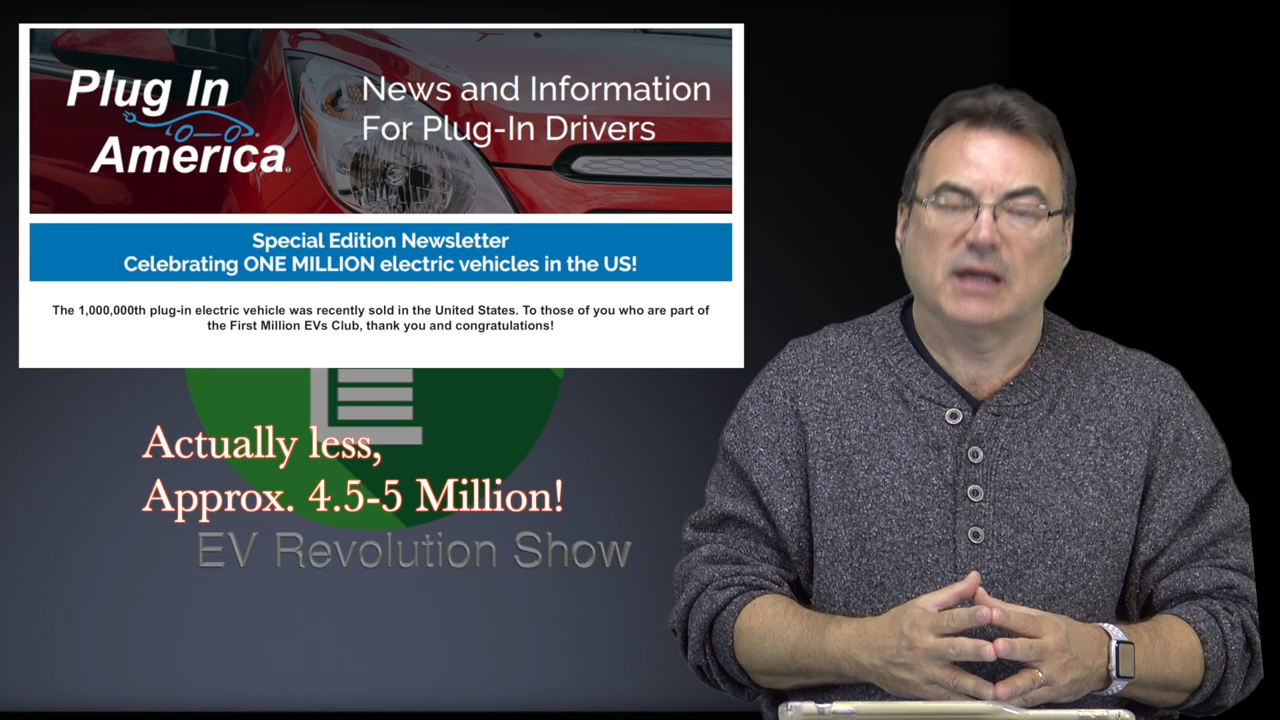 Plug In
America
News and Information
For Plug-In Drivers
Special Edition Newsletter
Celebrating ONE MILLION electric vehicles in the US!
The 1,000,000th plug-in electric vehicle was recently sold in the United States. To those of you who are part of
the First Million EVs Club, thank you and congratulations!
Actually less,
Approx. 4.5-5 Million!
EV Revolution Show